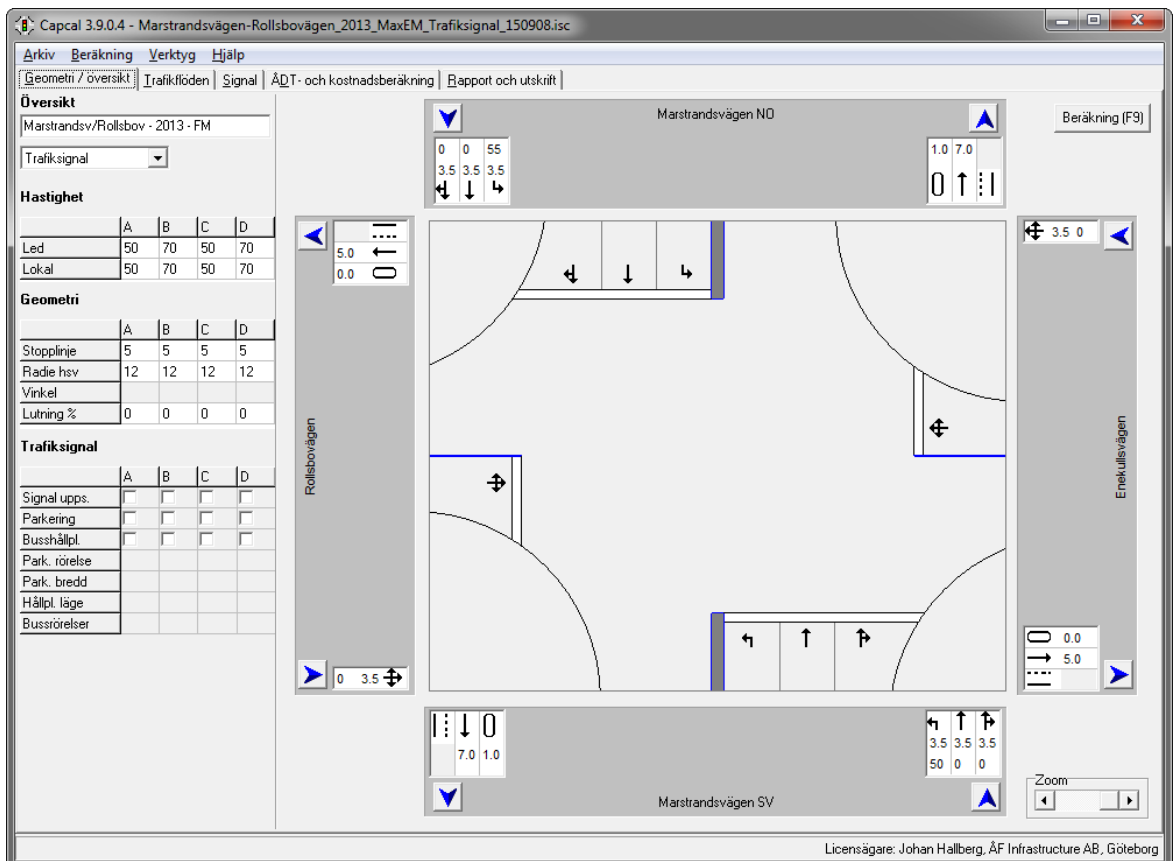 Capcal 3.9.0.4 - Marstrandsvägen-Rollsbovägen_2013_MaxEM_Trafiksignal_150908.isc
Arkiv Beräkning Verktyg Hjälp
Geometri / översikt Trafikflöden Signal ÅDT- och kostnadsberäkning Rapport och utskrift
Översikt
Marstrandsv/Rollsbov - 2013 - FM
Trafiksignal
Hastighet
A B C D
Led 50 70 50 70
Lokal 50 70 50 70
Geometri
A B C D
Stopplinje 5 5 5 5
Radie hsv 12 12 12 12
Vinkel
Lutning % 0 0 0 0
Trafiksignal
A B C D
Signal upps.
Parkering
Busshållpl.
Park. rörelse
Park. bredd
Hållpl. läge
Bussrörelser
Marstrandsvägen NO
0 0 55
3.5 3.5 3.5
1.0 7.0
Beräkning (F9)
5.0
0.0
Rollsbovägen
0 3.5
3.5 0
Enekullsvägen
0.0
5.0
7.0 1.0
Marstrandsvägen SV
3.5 3.5 3.5
50 0 0
Zoom
Licensägare: Johan Hallberg, ÅF Infrastructure AB, Göteborg